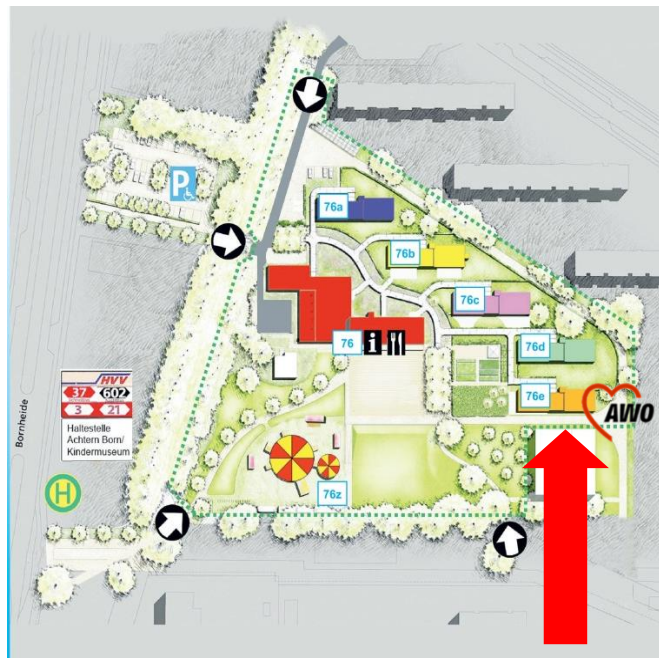 P
76a
76b
76c
76
i
76d
76e
AWO
HVV
37 602
3 21
Haltestelle
Achtern Born/
Kindermuseum
Bornheide
H
76z